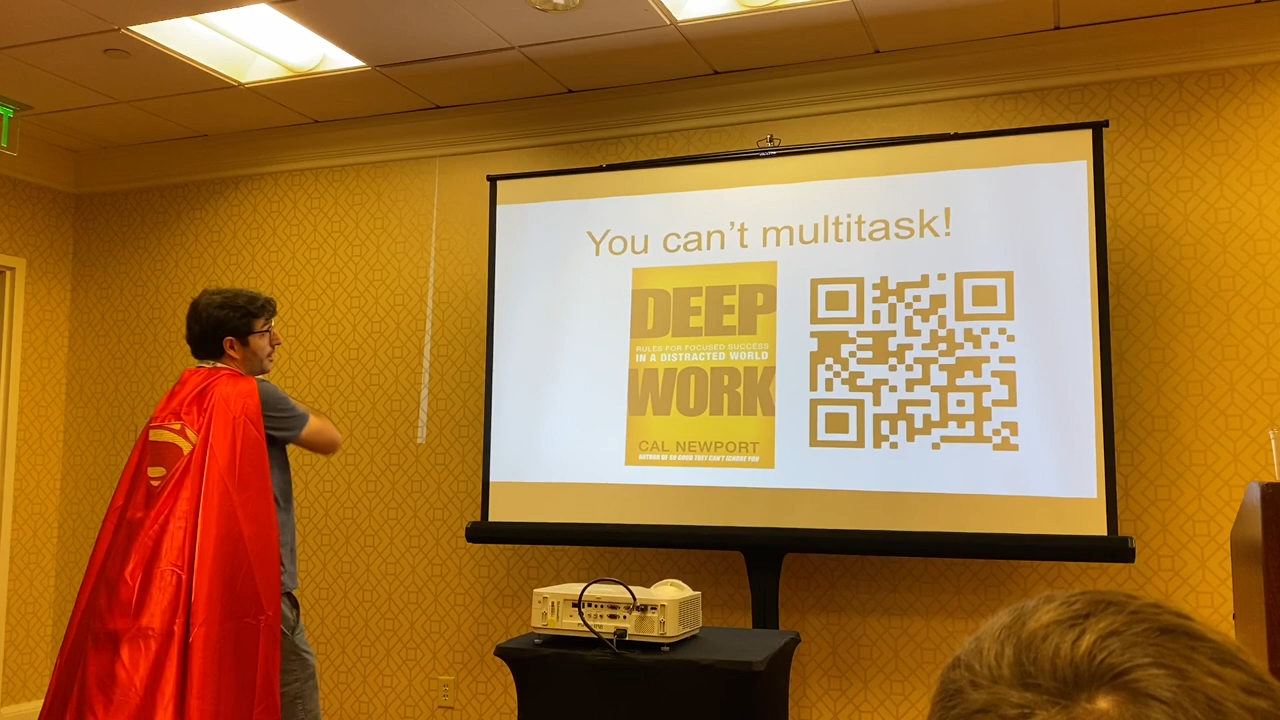 T
You can't multitask!
DEEP
RULES FOR FOCUSED SUCCESS
IN A DISTRACTED WORLD
WORK
CAL NEWPORT
AUTHOR OF SO GOOD THEY CAN'T IGNORE YOU